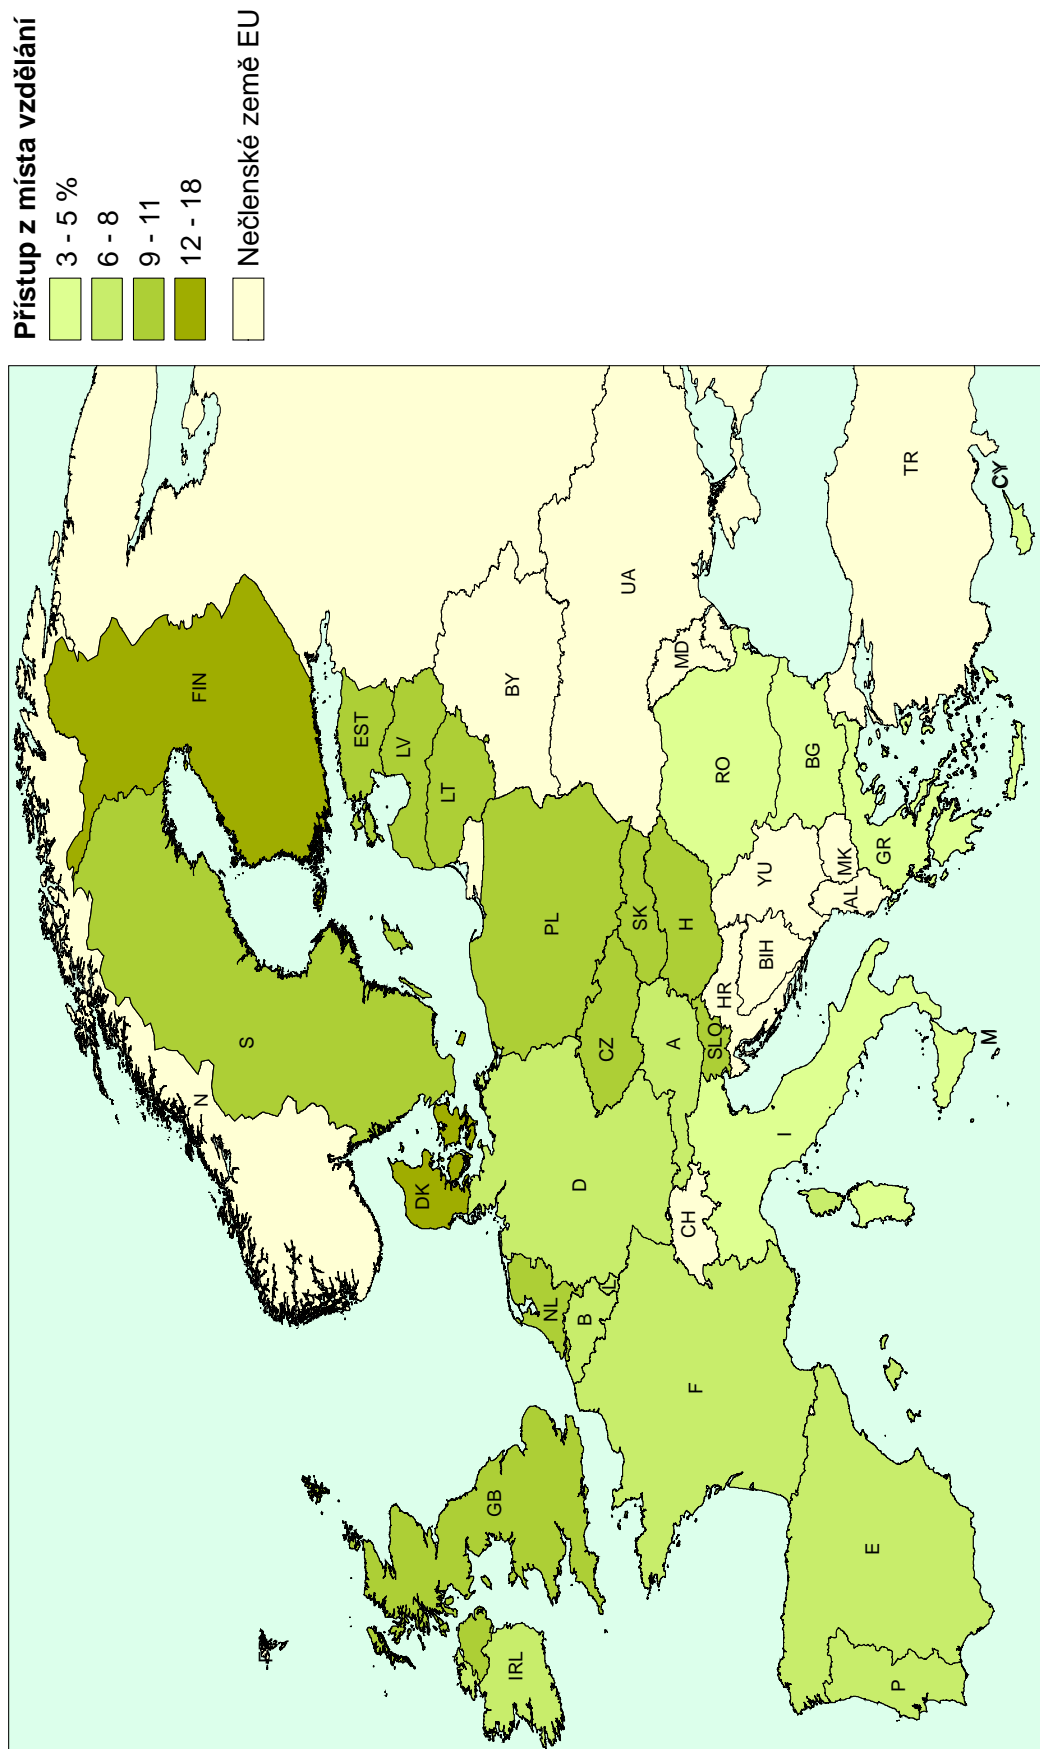 Přístup z místa vzdělání
3 - 5 %
6 - 8
9 - 11
12 - 18
Nečlenské země EU
FIN
S
N
EST
LV
LT
DK
BY
PL
UA
GB
IRL
NL
B
L
D
CZ
SK
A
H
MD
RO
CH
SLO
HR
BIH
YU
BG
F
I
MK
AL
GR
TR
E
P
M
CY